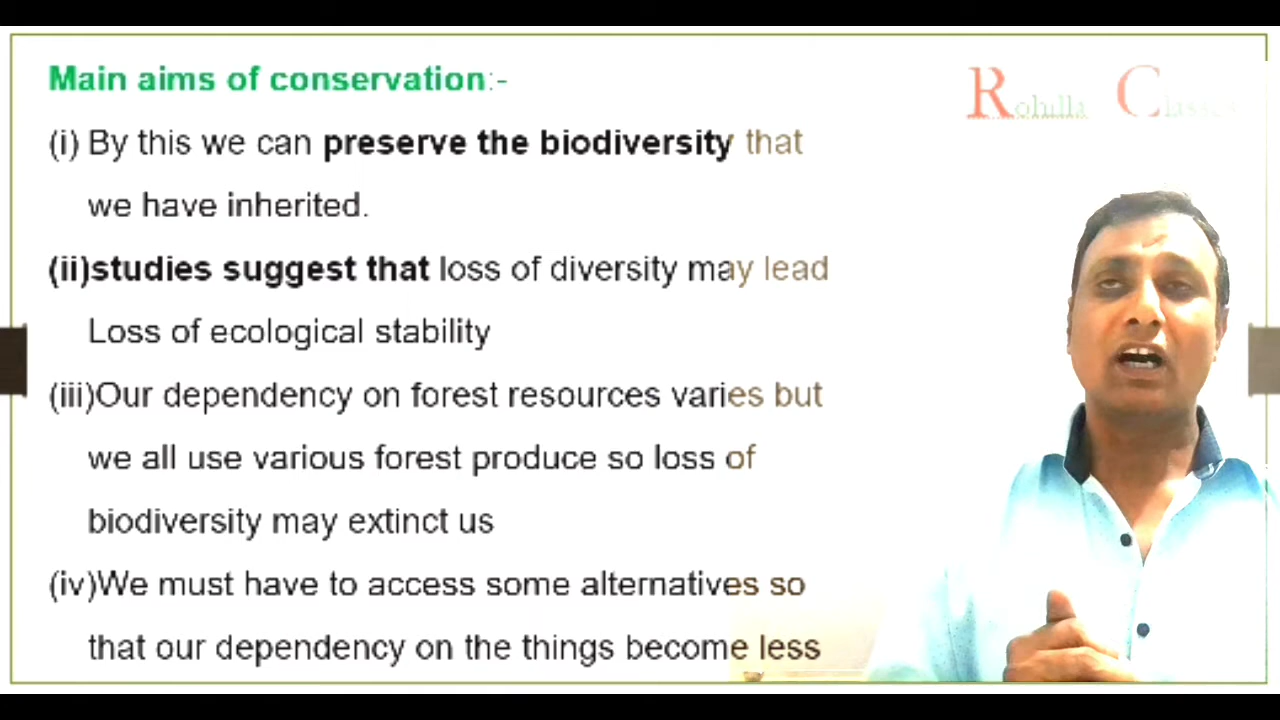 Main aims of conservation:-
Rohilla Classes
(i) By this we can preserve the biodiversity that
we have inherited.
(ii)studies suggest that loss of diversity may lead
Loss of ecological stability
(iii)Our dependency on forest resources varies but
we all use various forest produce so loss of
biodiversity may extinct us
(iv)We must have to access some alternatives so
that our dependency on the things become less